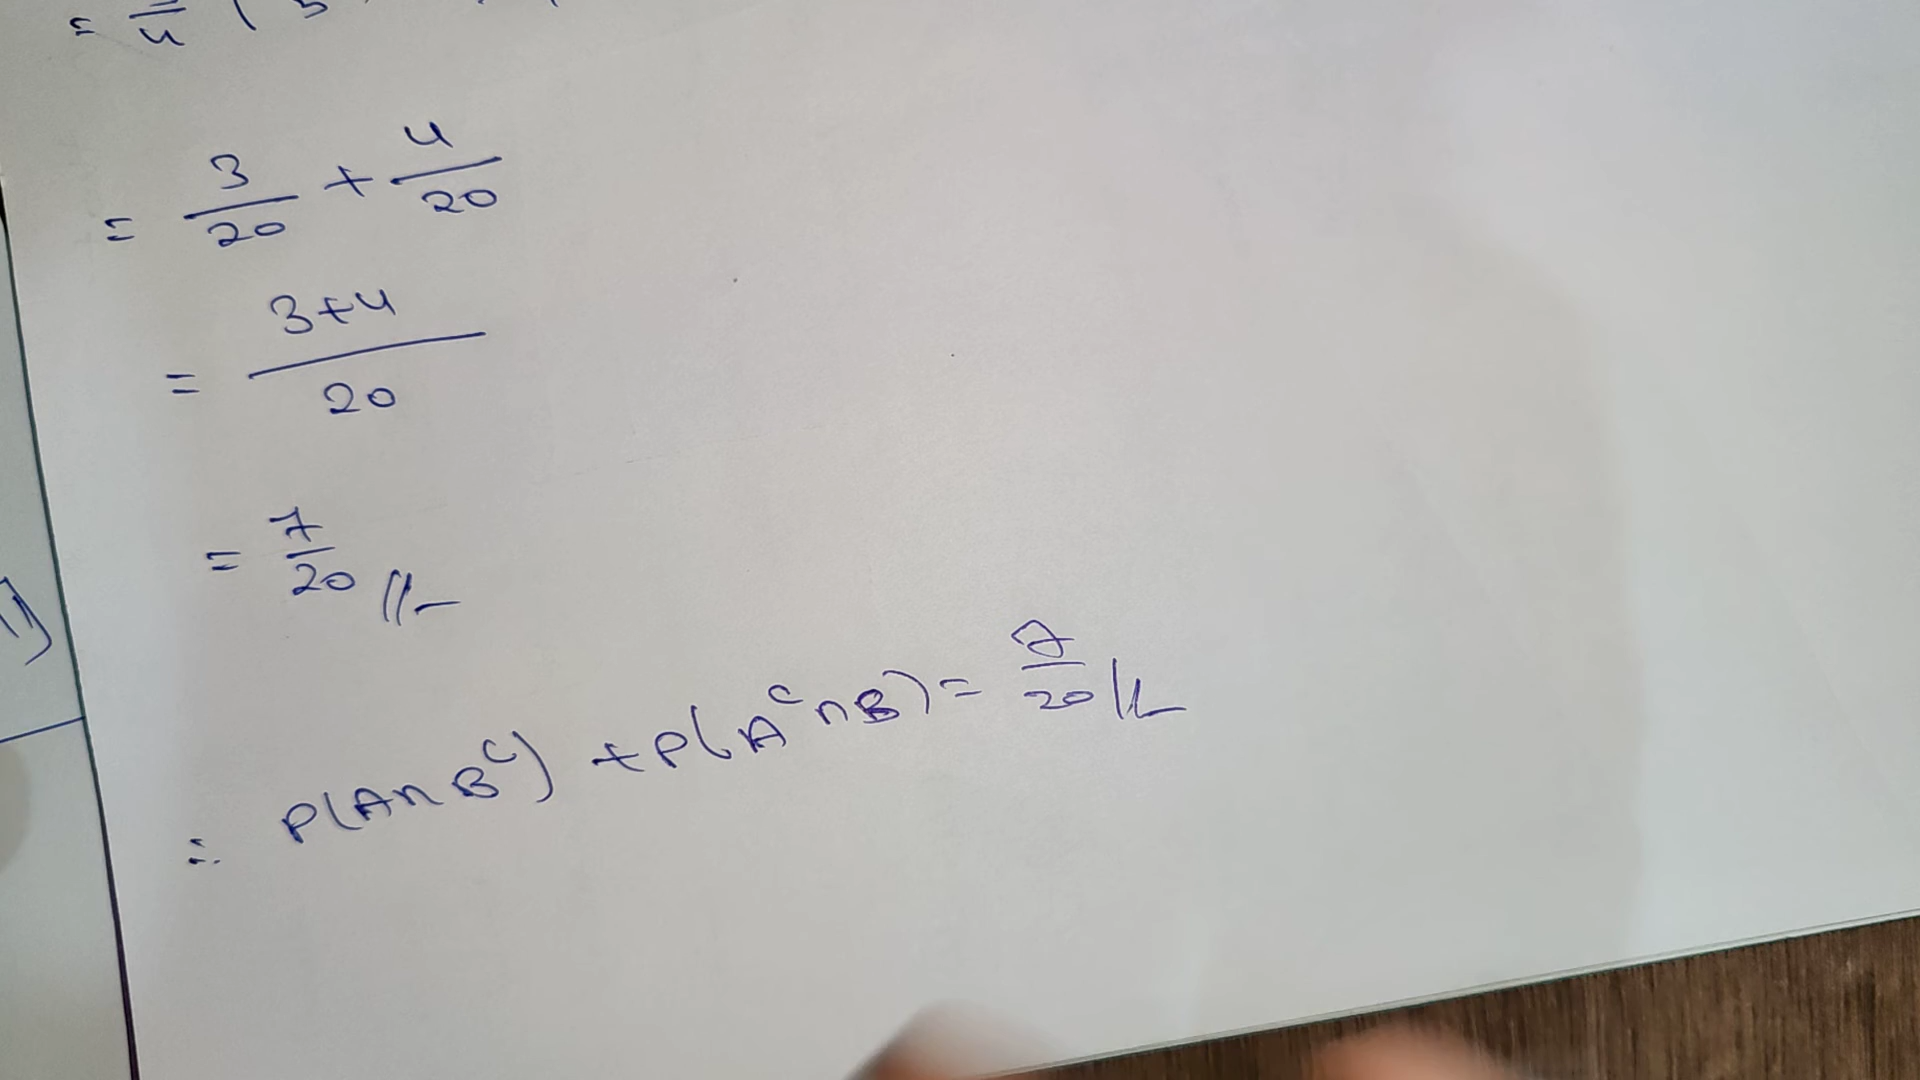 = 3/20 + 4/20
= 3+4/20
= 7/20 //
∴ P(A∩B^c) + P(A^c∩B) = 7/20 //